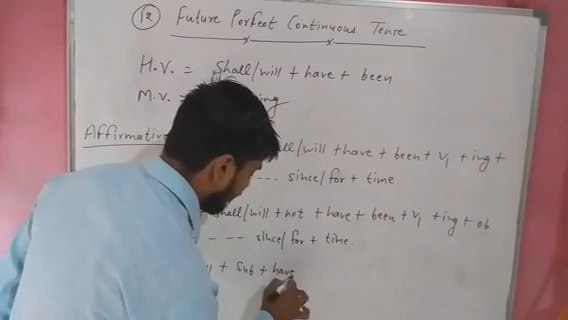 12 Future Perfect Continuous Tense
H.V. = Shall/will + have + been
M.V. = ing
Affirmative all/will + have + been + V1 + ing +
--- since/for + time.
shall/will + not + have + been + V1 + ing + ob
- --- since/for + time.
+ Sub + have